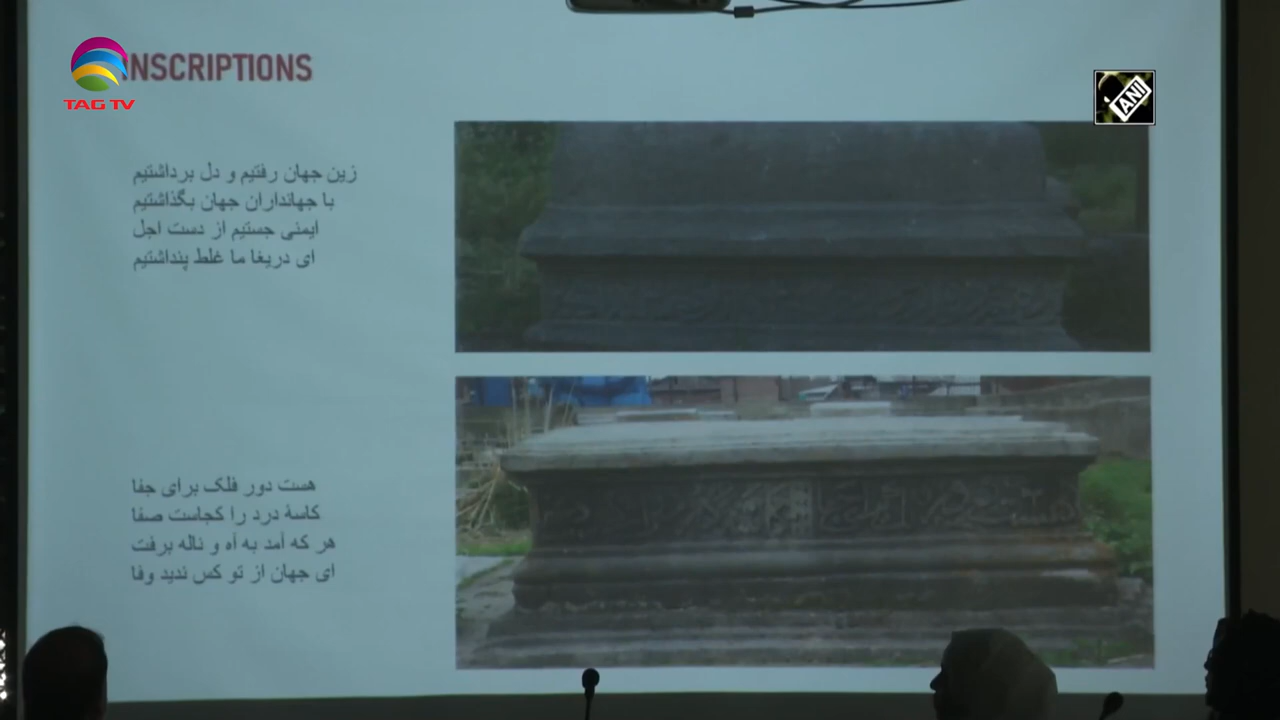 NSCRIPTIONS
TAG TV
ANI
زین جهان رفتیم و دل برداشتیم
با جهانداران جهان بگذاشتیم
ایمنی جستیم از دست اجل
ای دریغا ما غلط پنداشتیم
هست دور فلک برای جفا
کاسهٔ درد را کجاست صفا
هر که آمد به آه و ناله برفت
ای جهان از تو کس ندید وفا